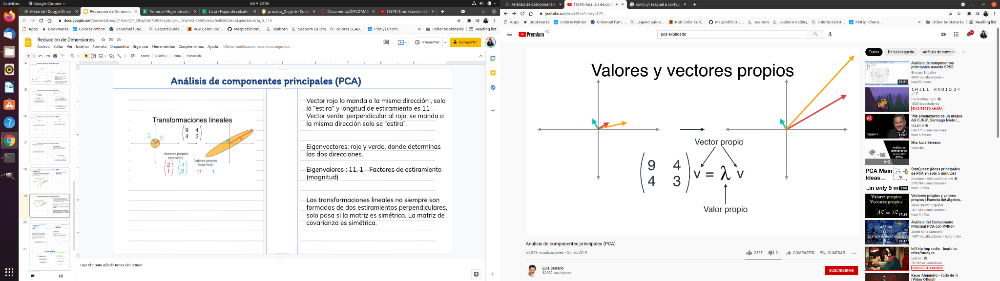 Activities
Google Chrome
jun 4 23:36
Material - Google Drive
Reducción de Dimension
Temario - Hojas de cálcu
Lista - Hojas de cálculo
practica_2.ipynb - Colab
Documents/DIPLOMAD
(1549) ShuukLand mit L
docs.google.com/presentation/d/1WeVQP_7BvgO6K7t904XLy8s1yHu_kFqHxtH009KW66w/edit#slide=id.gdecb6c6cfa_0_114
Apps
Bookmarks
ColoresPython
Universal func...
Legend guide...
RGB Color Cod...
Matplotlib tut...
seaborn
Seaborn Gallery
colores SEAB...
Plotly | Choro...
»
Other bookmarks
Reading list
Reducción de Dimensiones
Archivo Editar Ver Insertar Formato Diapositiva Organizar Herramientas Complementos Ayuda
Última modificación hace unos segundos
Presentar
Compartir
Fondo
Diseño
Tema
Transición
14
15
16
17
18
19
20
21
Análisis de componentes principales (PCA)
Transformaciones lineales
9 4
4 3
11
Vectores propios
(dirección)
Valores propios
(magnitud)
2 -1
1 2
11 1
Vector rojo lo manda a la misma dirección , solo
lo “estira” y longitud de estiramiento es 11
Vector verde, perpendicular al rojo, se manda a
la misma dirección solo se “estira”.
Eigenvectores: rojo y verde, donde determinas
las dos direcciones.
Eigenvalores : 11, 1 - Factores de estiramiento
(magnitud)
Las transformaciones lineales no siempre son
formadas de dos estiramientos perpendiculares,
solo pasa si la matriz es simétrica. La matriz de
covarianza es simétrica.
Haz clic para añadir notas del orador
Análisis de Componentes
(1549) Analisis de com
cov(x,y) es igual a cov(y,x
youtube.com/watch?v=AniiwysJ-2Y
Apps
Bookmarks
ColoresPython
Universal func...
Legend guide...
RGB Color Cod...
Matplotlib tut...
seaborn
Seaborn Gallery
colores SEAB...
Plotly | Choro...
»
Other bookmarks
Reading list
Premium MX
pca explicado
9+
Valores y vectores propios
Vector propio
9 4
4 3
v = λ v
Valor propio
Analisis de componentes principales (PCA)
54.319 visualizaciones • 25 feb 2019
2225
21
COMPARTIR
GUARDAR
Luis Serrano
82.900 suscriptores
SUSCRIBIRME
Todos
De tu búsqueda
Análisis de compon
20:21
Análisis de componentes
principales usando SPSS
Giovany Babativa
3695 visualizaciones •
hace 5 meses
CHILL RADIO 24
/ 7
the bootleg boy 2
1823 espectadores
EN DIRECTO AHORA
13:07
"Me amenazaron de un ataque
del CJNG", Santiago Nieto |...
MILENIO
646.171 visualizaciones •
hace 6 meses
Análisis de
componentes
principales
(PCA)
Mix: Luis Serrano
YouTube
PCA Main
Ideas...
..in only 5 m
6:05
StatQuest: ¡Ideas principales
de PCA en solo 5 minutos!
StatQuest with Josh Starmer
570.299 visualizaciones •
hace 3 años
Valores propios
Vectores propios
Av = λv
17:34
Vectores propios y valores
propios | Esencia del álgebra...
3Blue1Brown Español
107.165 visualizaciones •
hace 3 años
Python
Análisis
del
Componente Principal
PCA
38:47
Análisis del Componente
Principal PCA con Python
Jacob Avila Camacho
1437 visualizaciones • hace 1 año
lofi hip hop radio - beats to
relax/study to
Lofi Girl
20.362 espectadores
EN DIRECTO AHORA
Rauw Alejandro - Todo de Ti
(Video Oficial)